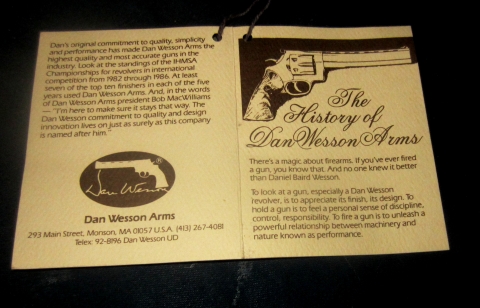 Dan's original commitment to quality, simplicity
and performance has made Dan Wesson Arms the
highest quality and most accurate guns in the
industry. Look at the standings of the IHMSA
Championships for revolvers in international
competition from 1982 through 1986. At least
seven of the top ten finishers in each of the five
years used Dan Wesson Arms. And, in the words
of Dan Wesson Arms president Bob MacWilliams
— "I'm here to make sure it stays that way. The
Dan Wesson commitment to quality and design
innovation lives on just as surely as this company
is named after him."
Dan Wesson
®
Dan Wesson Arms
293 Main Street, Monson, MA 01057 U.S.A. (413) 267-4081
Telex: 92-8196 Dan Wesson UD
The
History of
Dan Wesson Arms
There's a magic about firearms. If you've ever fired
a gun, you know that. And no one knew it better
than Daniel Baird Wesson.
To look at a gun, especially a Dan Wesson
revolver, is to appreciate its finish, its design. To
hold a gun is to feel a personal sense of discipline,
control, responsibility. To fire a gun is to unleash a
powerful relationship between machinery and
nature known as performance.